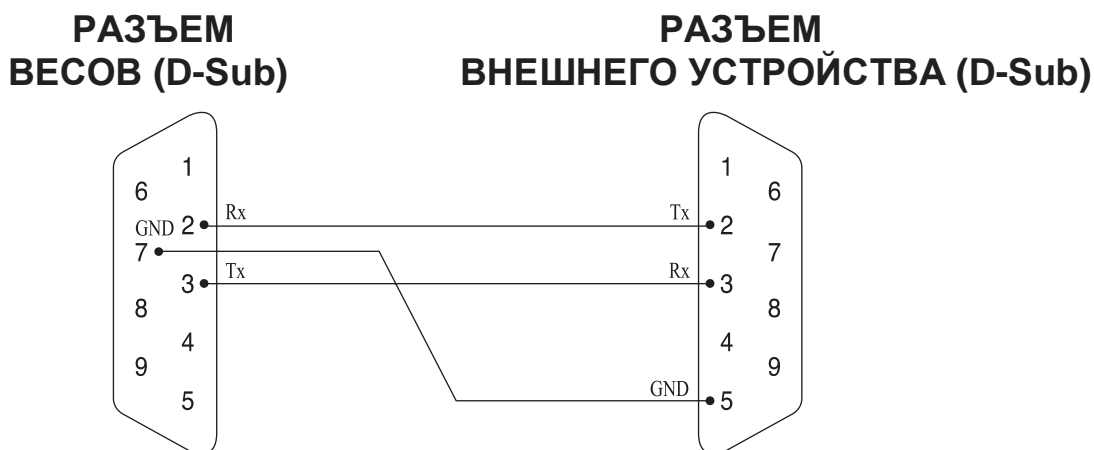 РАЗЪЕМ
ВЕСОВ (D-Sub)
РАЗЪЕМ
ВНЕШНЕГО УСТРОЙСТВА (D-Sub)
1
6
Rx
GND 2
7
Tx
3
8
4
9
5
1
6
Tx
2
7
Rx
3
8
4
9
GND
5